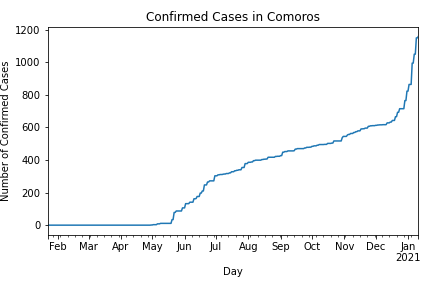 Confirmed Cases in Comoros
1200
1000
800
600
400
200
0
Number of Confirmed Cases
Feb Mar Apr May Jun Jul Aug Sep Oct Nov Dec Jan
2021
Day